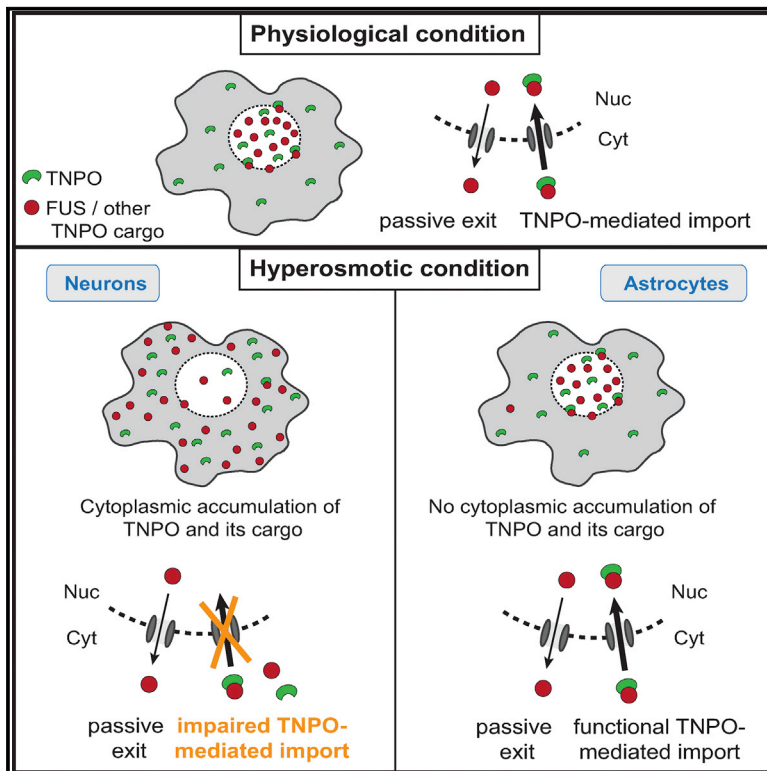 Physiological condition
TNPO
FUS / other
TNPO cargo
Nuc
Cyt
passive exit
TNPO-mediated import
Hyperosmotic condition
Neurons
Cytoplasmic accumulation of
TNPO and its cargo
Nuc
Cyt
passive
exit
impaired TNPO-
mediated import
Astrocytes
No cytoplasmic accumulation of
TNPO and its cargo
Nuc
Cyt
passive
exit
functional TNPO-
mediated import